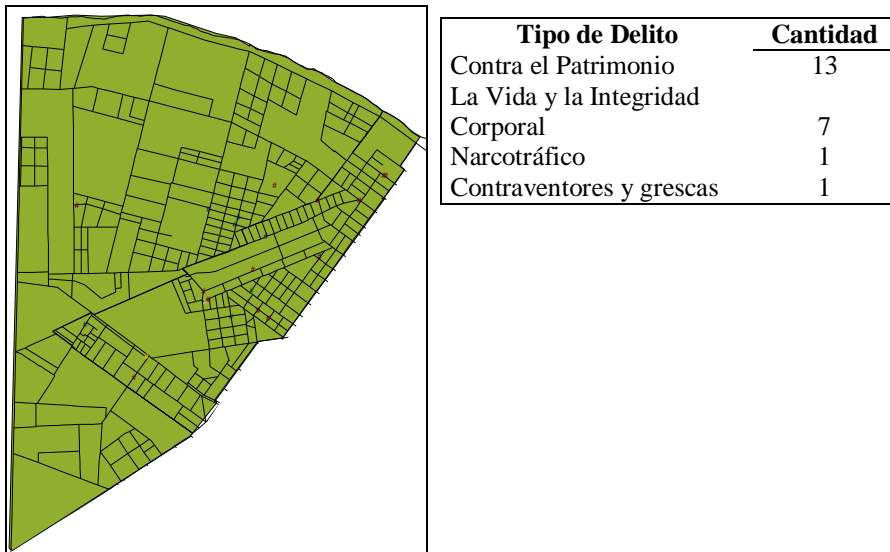 Tipo de Delito Cantidad
Contra el Patrimonio 13
La Vida y la Integridad
Corporal 7
Narcotráfico 1
Contraventores y grescas 1